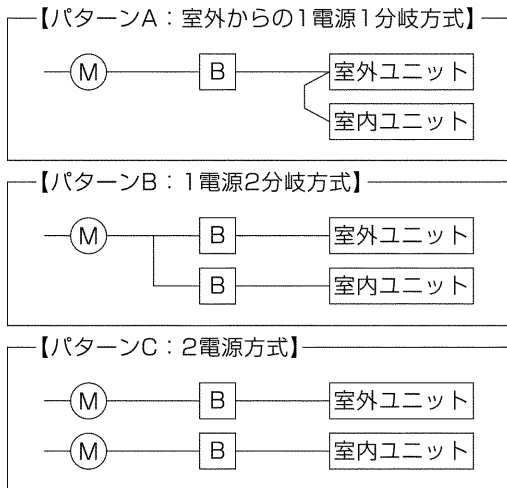 【パターンA：室外からの1電源1分岐方式】
M B 室外ユニット
室内ユニット
【パターンB：1電源2分岐方式】
M B 室外ユニット
B 室内ユニット
【パターンC：2電源方式】
M B 室外ユニット
M B 室内ユニット